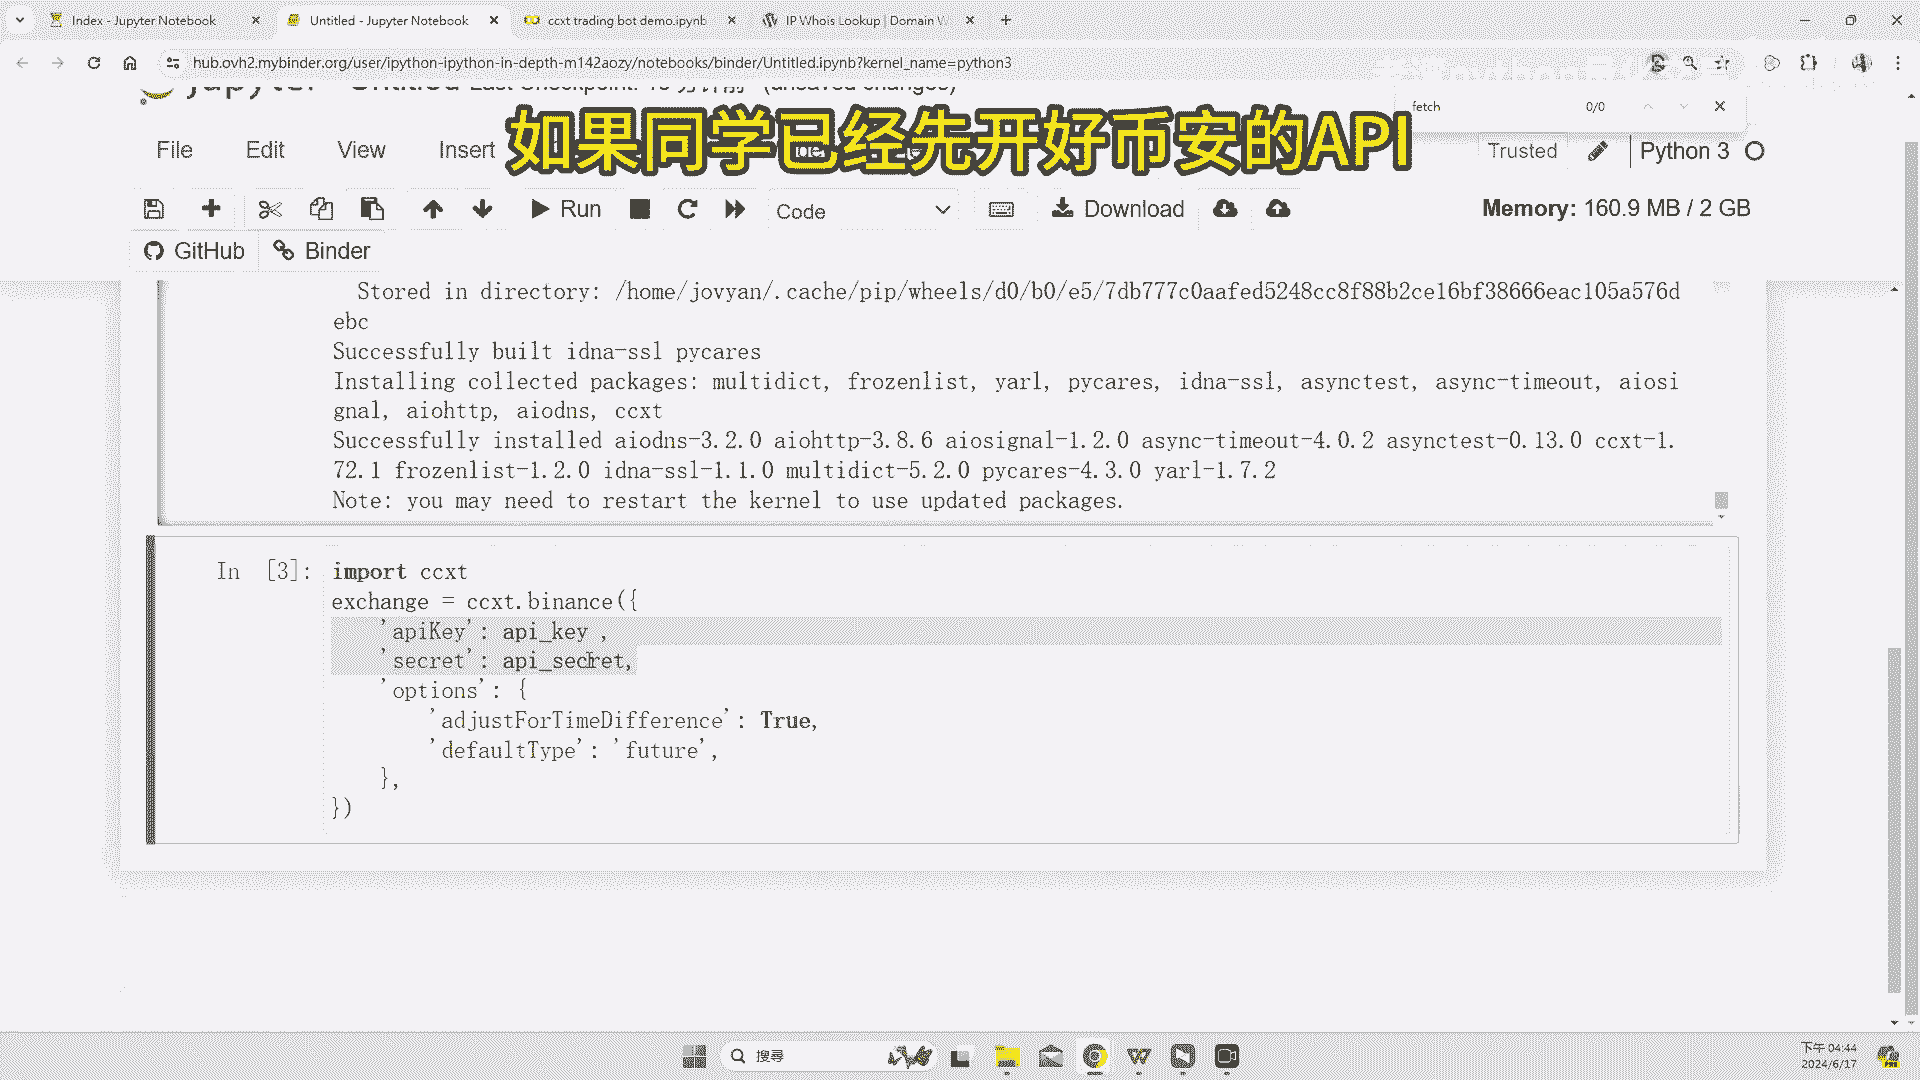 Index - Jupyter Notebook
Untitled - Jupyter Notebook
ccxt trading bot demo.ipynb
IP Whois Lookup | Domain W
hub.ovh2.mybinder.org/user/ipython-ipython-in-depth-m142aozy/notebooks/binder/Untitled.ipynb?kernel_name=python3
fetch
0/0
如果同学已经先开好币安的API
File
Edit
View
Insert
Trusted
Python 3
Run
Code
Download
Memory: 160.9 MB / 2 GB
GitHub
Binder
Stored in directory: /home/jovyan/.cache/pip/wheels/d0/b0/e5/7db777c0aafed5248cc8f88b2ce16bf38666eac105a576d
ebc
Successfully built idna-ssl pycares
Installing collected packages: multidict, frozenlist, yarl, pycares, idna-ssl, asynctest, async-timeout, aiosi
gnal, aiohttp, aiodns, ccxt
Successfully installed aiodns-3.2.0 aiohttp-3.8.6 aiosignal-1.2.0 async-timeout-4.0.2 asynctest-0.13.0 ccxt-1.
72.1 frozenlist-1.2.0 idna-ssl-1.1.0 multidict-5.2.0 pycares-4.3.0 yarl-1.7.2
Note: you may need to restart the kernel to use updated packages.
In [3]:
import ccxt
exchange = ccxt.binance({
'apiKey': api_key ,
'secret': api_secret,
'options': {
'adjustForTimeDifference': True,
'defaultType': 'future',
},
})
搜尋
下午 04:44
2024/6/17